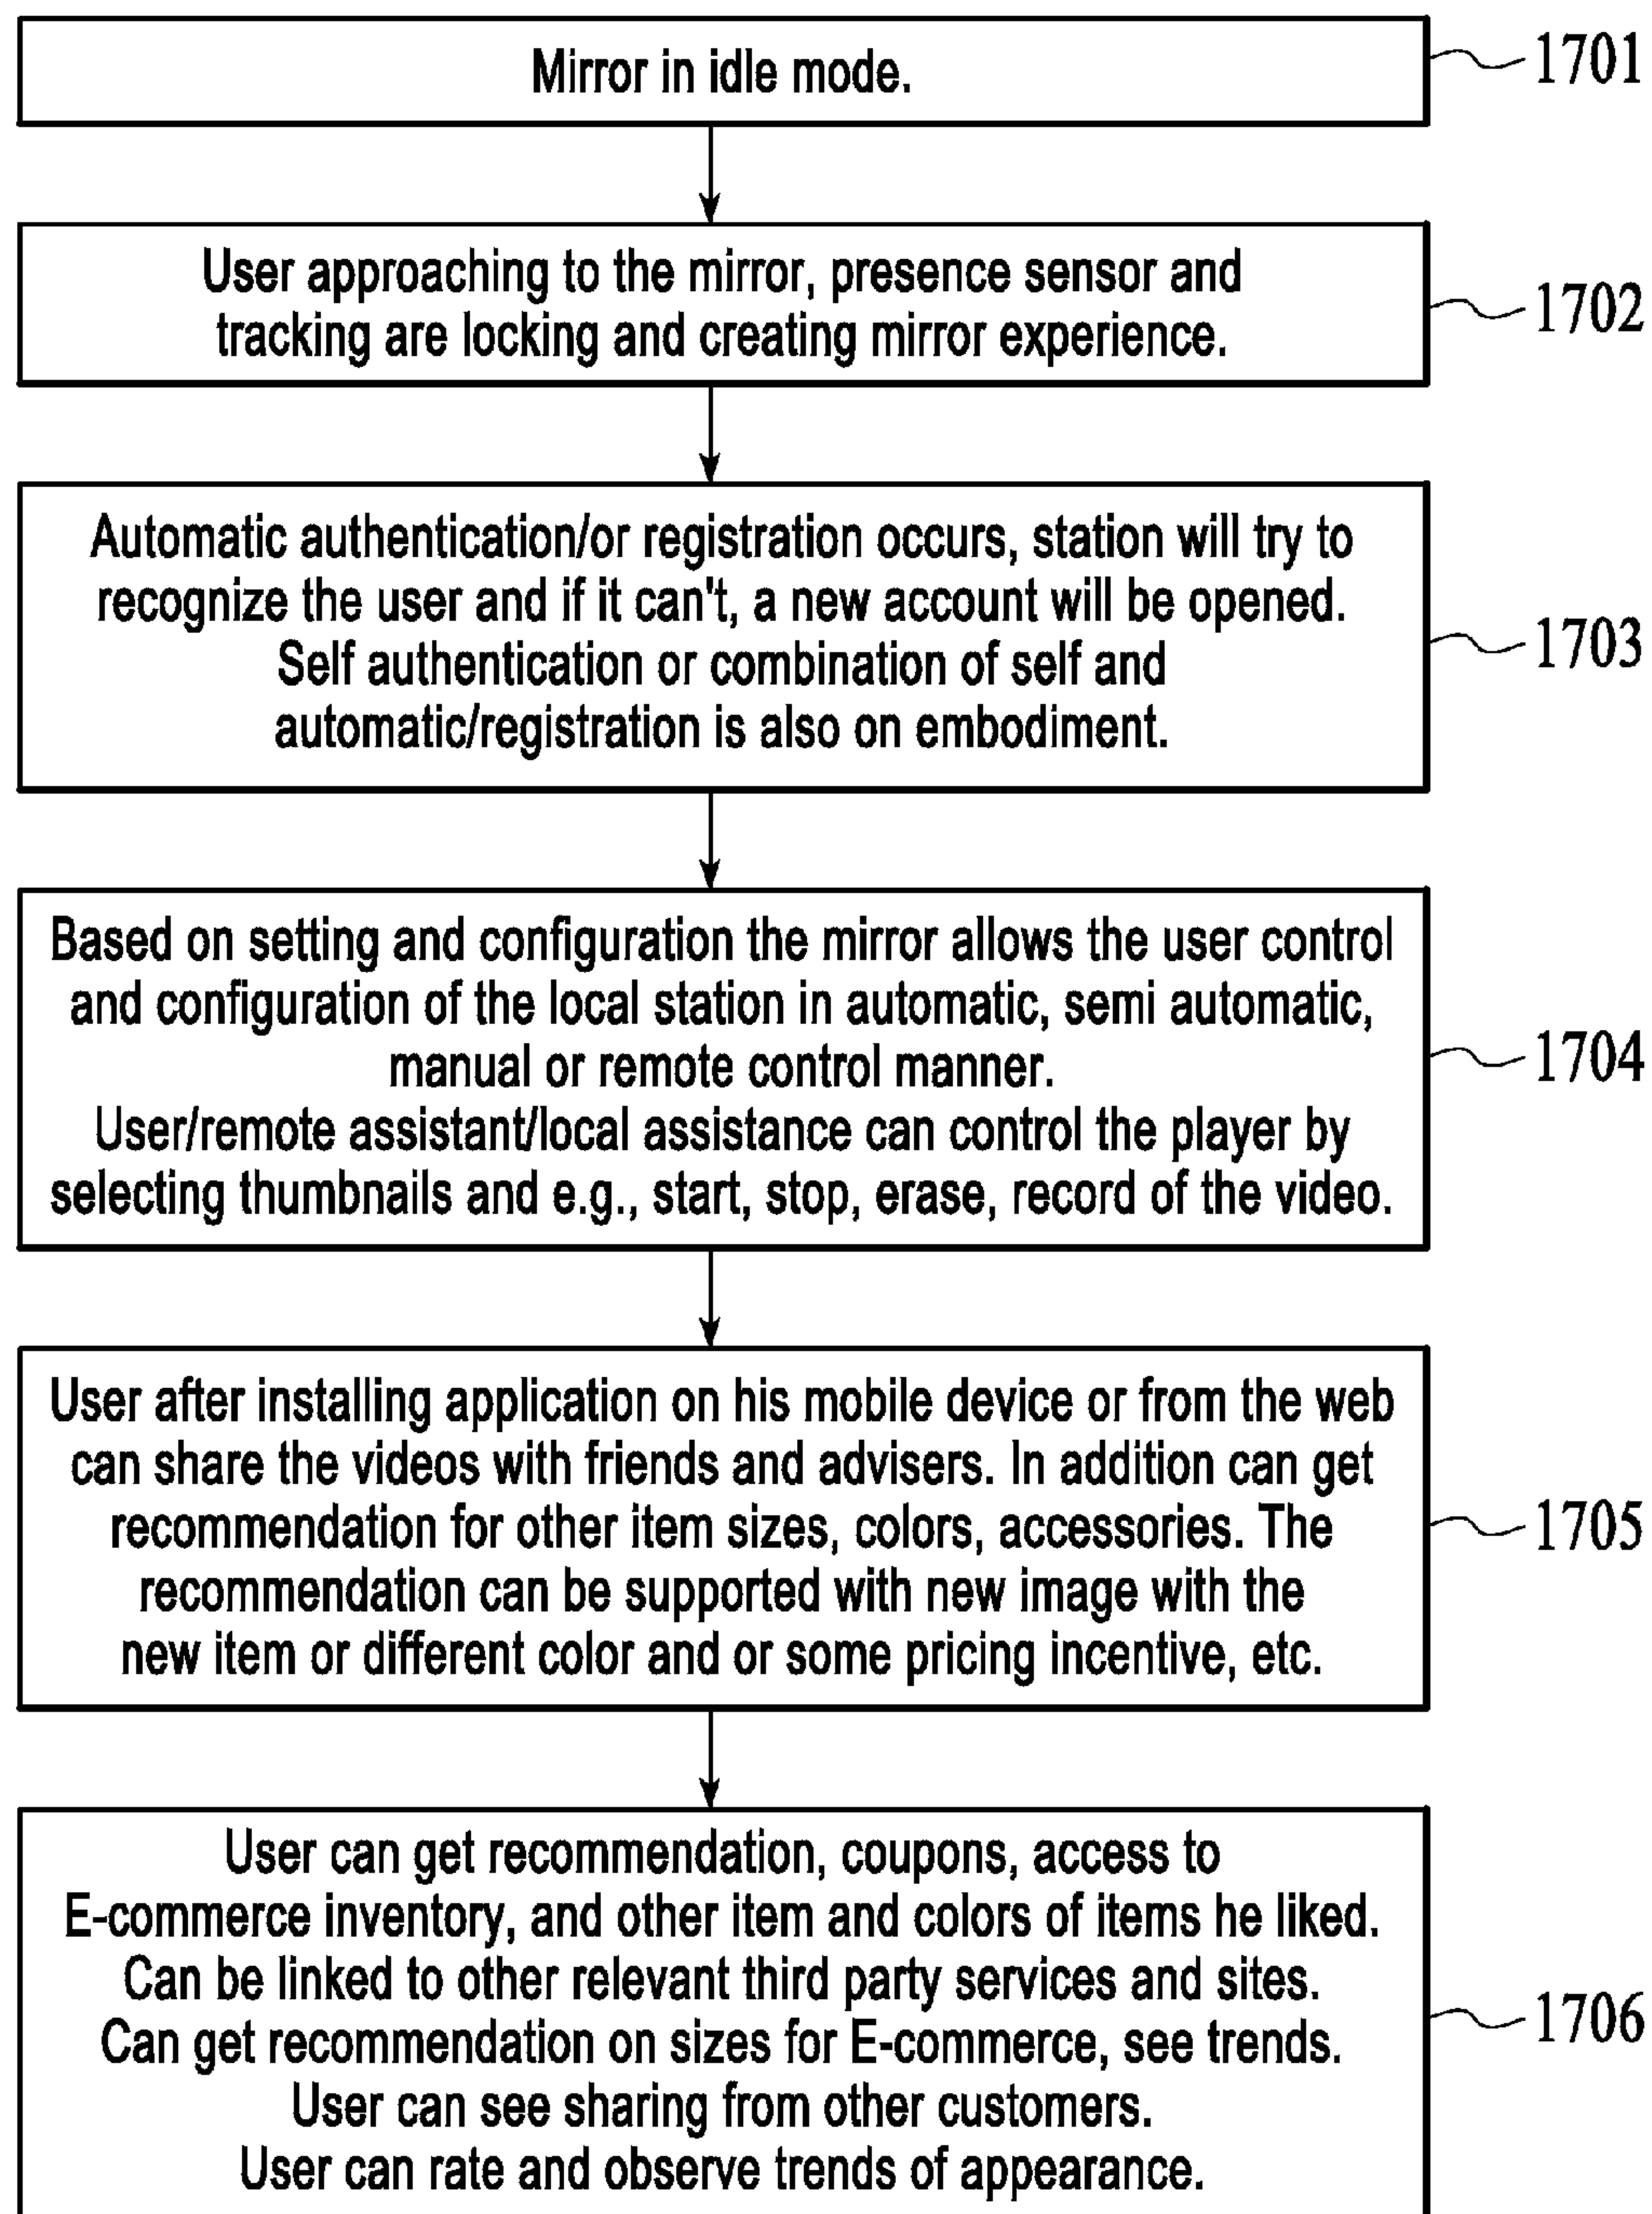 Mirror in idle mode.
1701
User approaching to the mirror, presence sensor and
tracking are locking and creating mirror experience.
1702
Automatic authentication/or registration occurs, station will try to
recognize the user and if it can't, a new account will be opened.
Self authentication or combination of self and
automatic/registration is also on embodiment.
1703
Based on setting and configuration the mirror allows the user control
and configuration of the local station in automatic, semi automatic,
manual or remote control manner.
User/remote assistant/local assistance can control the player by
selecting thumbnails and e.g., start, stop, erase, record of the video.
1704
User after installing application on his mobile device or from the web
can share the videos with friends and advisers. In addition can get
recommendation for other item sizes, colors, accessories. The
recommendation can be supported with new image with the
new item or different color and or some pricing incentive, etc.
1705
User can get recommendation, coupons, access to
E-commerce inventory, and other item and colors of items he liked.
Can be linked to other relevant third party services and sites.
Can get recommendation on sizes for E-commerce, see trends.
User can see sharing from other customers.
User can rate and observe trends of appearance.
1706